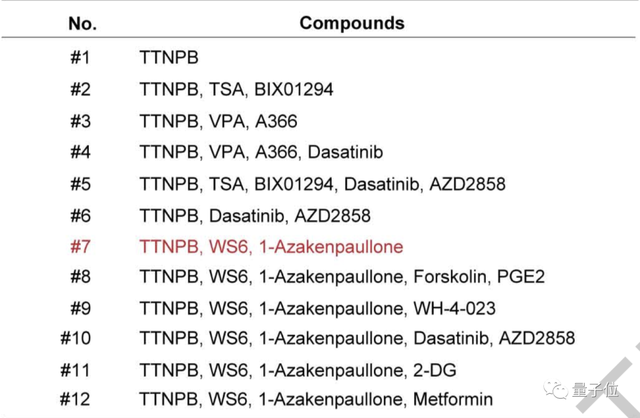 No. Compounds
#1 TTNPB
#2 TTNPB, TSA, BIX01294
#3 TTNPB, VPA, A366
#4 TTNPB, VPA, A366, Dasatinib
#5 TTNPB, TSA, BIX01294, Dasatinib, AZD2858
#6 TTNPB, Dasatinib, AZD2858
#7 TTNPB, WS6, 1-Azakenpaullone
#8 TTNPB, WS6, 1-Azakenpaullone, Forskolin, PGE2
#9 TTNPB, WS6, 1-Azakenpaullone, WH-4-023
#10 TTNPB, WS6, 1-Azakenpaullone, Dasatinib, AZD2858
#11 TTNPB, WS6, 1-Azakenpaullone, 2-DG
#12 TTNPB, WS6, 1-Azakenpaullone, Metformin
量子位